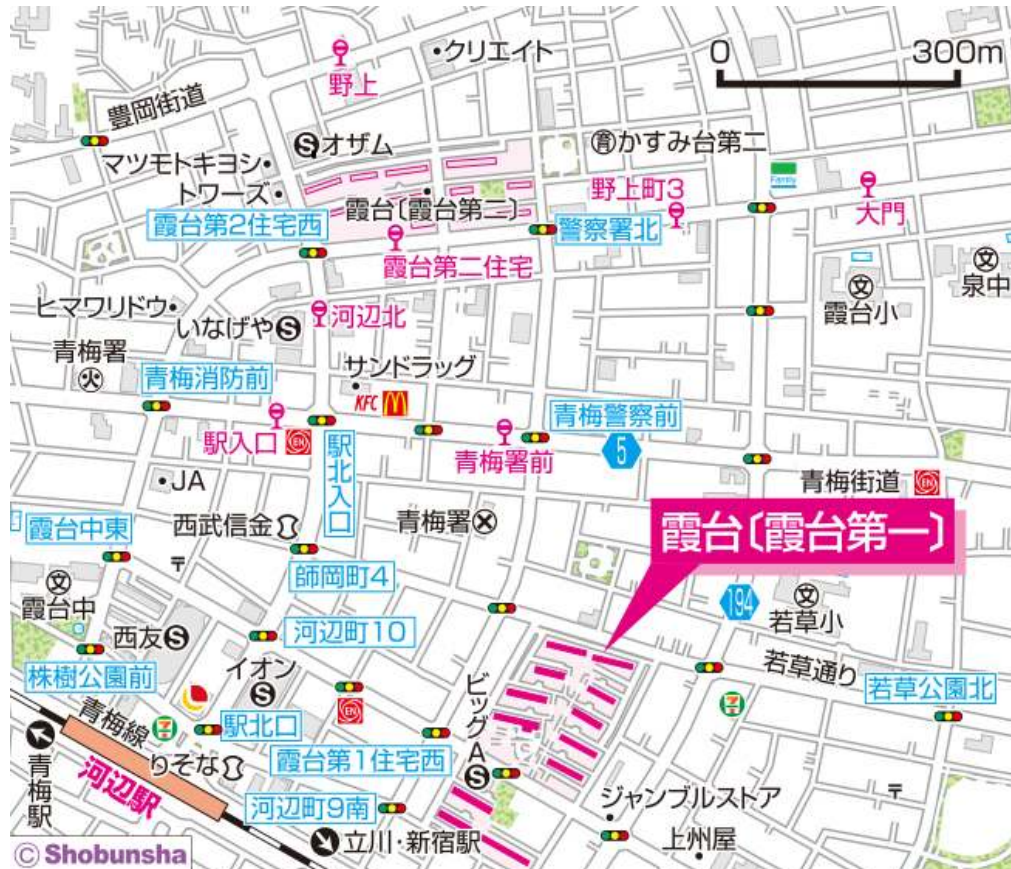 クリエイト
0 300m
野上
豊岡街道
オザム
かすみ台第二
マツモトキヨシ
トワーズ
野上町3
Family
大門
霞台〔霞台第二〕
霞台第2住宅西
警察署北
霞台第二住宅
泉中
ヒマワリドウ
河辺北
霞台小
いなげや
青梅署
サンドラッグ
青梅消防前
KFC
青梅警察前
駅入口
EN
5
駅北入口
青梅署前
JA
青梅街道
EN
西武信金
青梅署
霞台〔霞台第一〕
霞台中東
師岡町4
194
霞台中
若草小
西友
河辺町10
若草通り
株樹公園前
イオン
ビッグA
若草公園北
EN
青梅線
駅北口
霞台第1住宅西
りそな
河辺駅
青梅駅
河辺町9南
ジャンブルストア
立川・新宿駅
上州屋
© Shobunsha